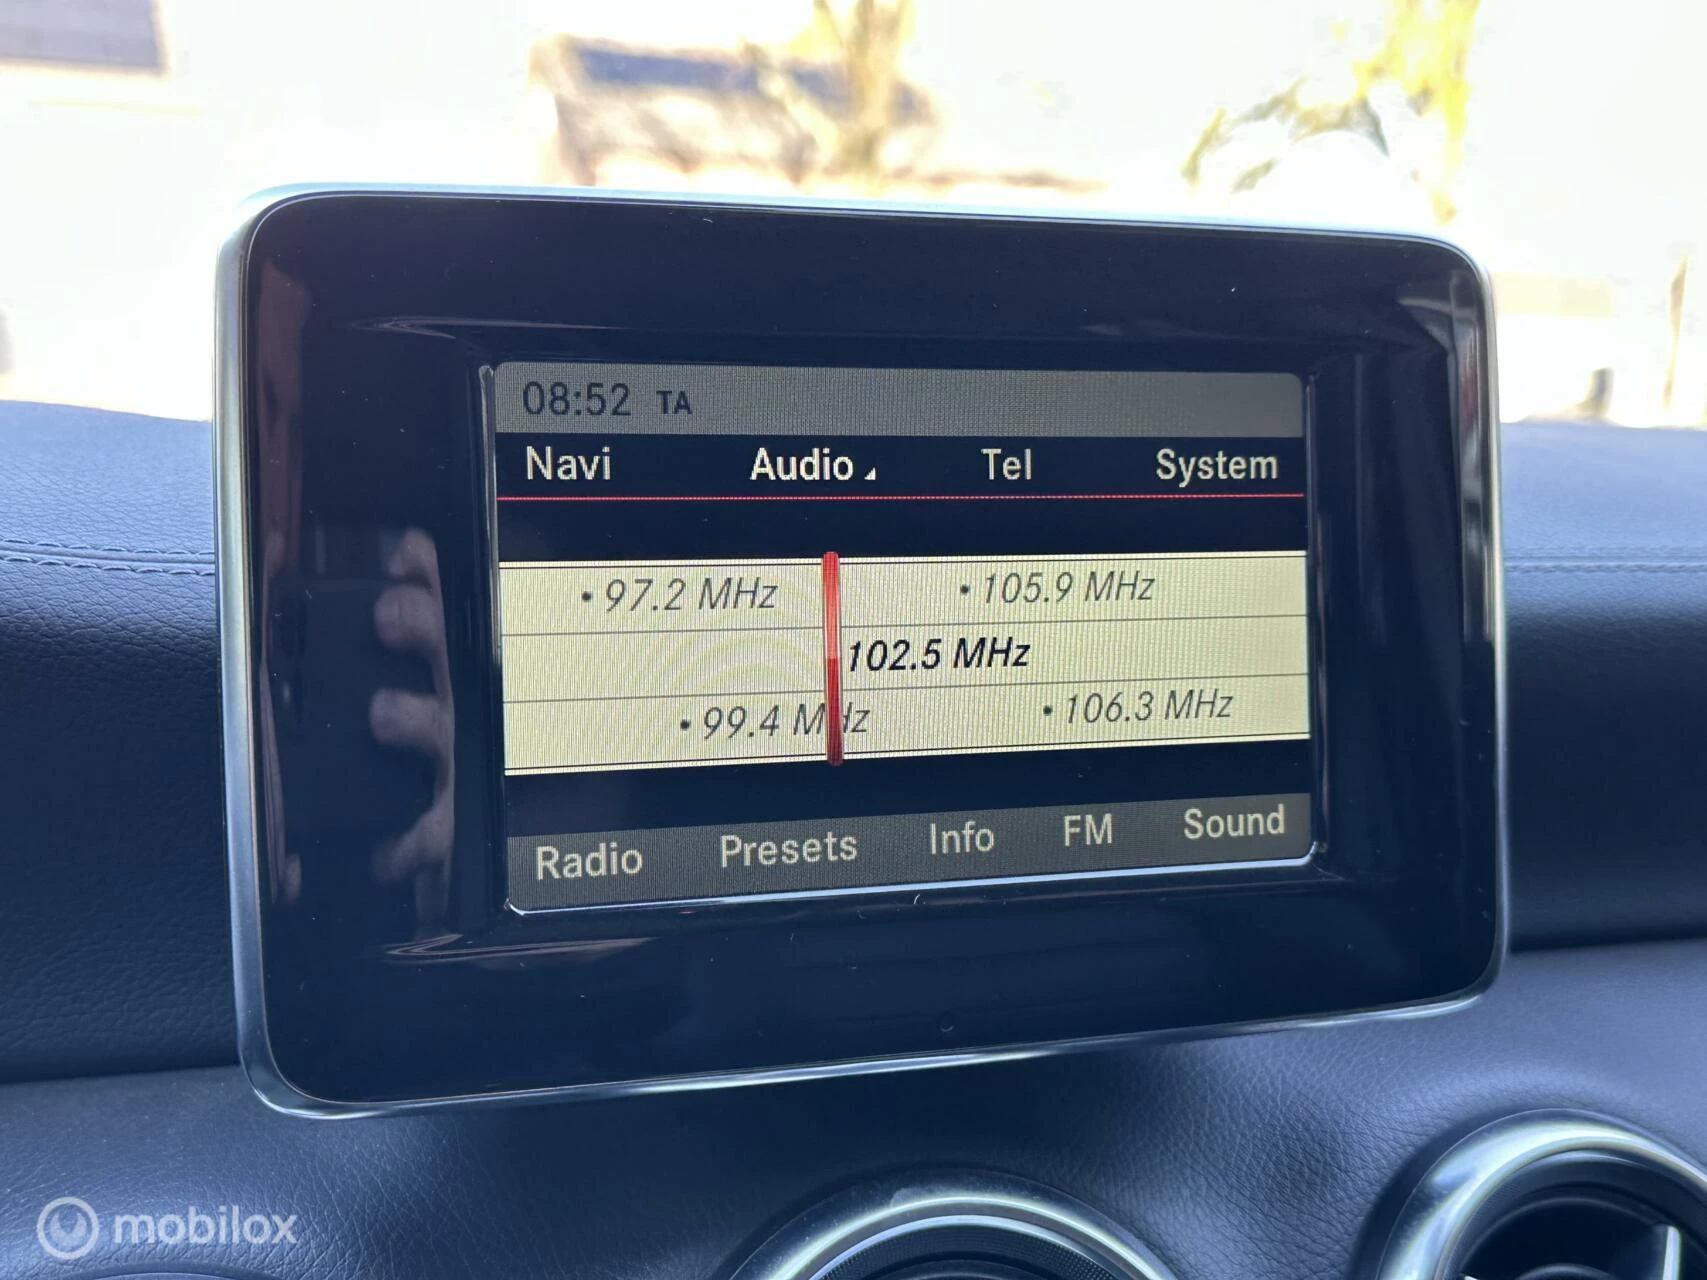 08:52 TA
Navi Audio Tel System
• 97.2 MHz • 105.9 MHz
102.5 MHz
• 99.4 MHz • 106.3 MHz
Radio Presets Info FM Sound
mobilox